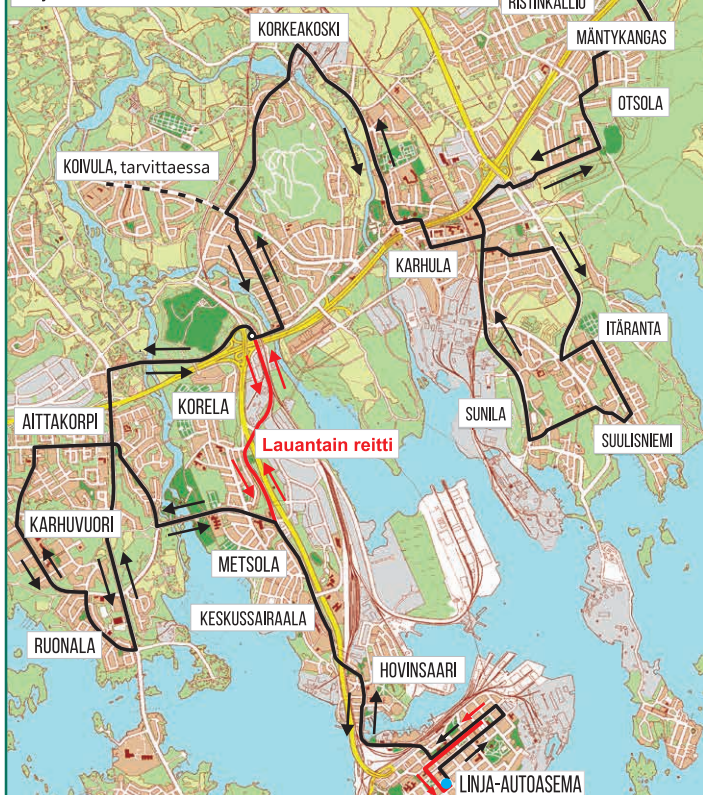 RISTINKALLIO
KORKEAKOSKI
MÄNTYKANGAS
OTSOLA
KOIVULA, tarvittaessa
KARHULA
ITÄRANTA
KORELA
SUNILA
AITTAKORPI
Lauantain reitti
SUULISNIEMI
KARHUVUORI
METSOLA
KESKUSSAIRAALA
RUONALA
HOVINSAARI
LINJA-AUTOASEMA